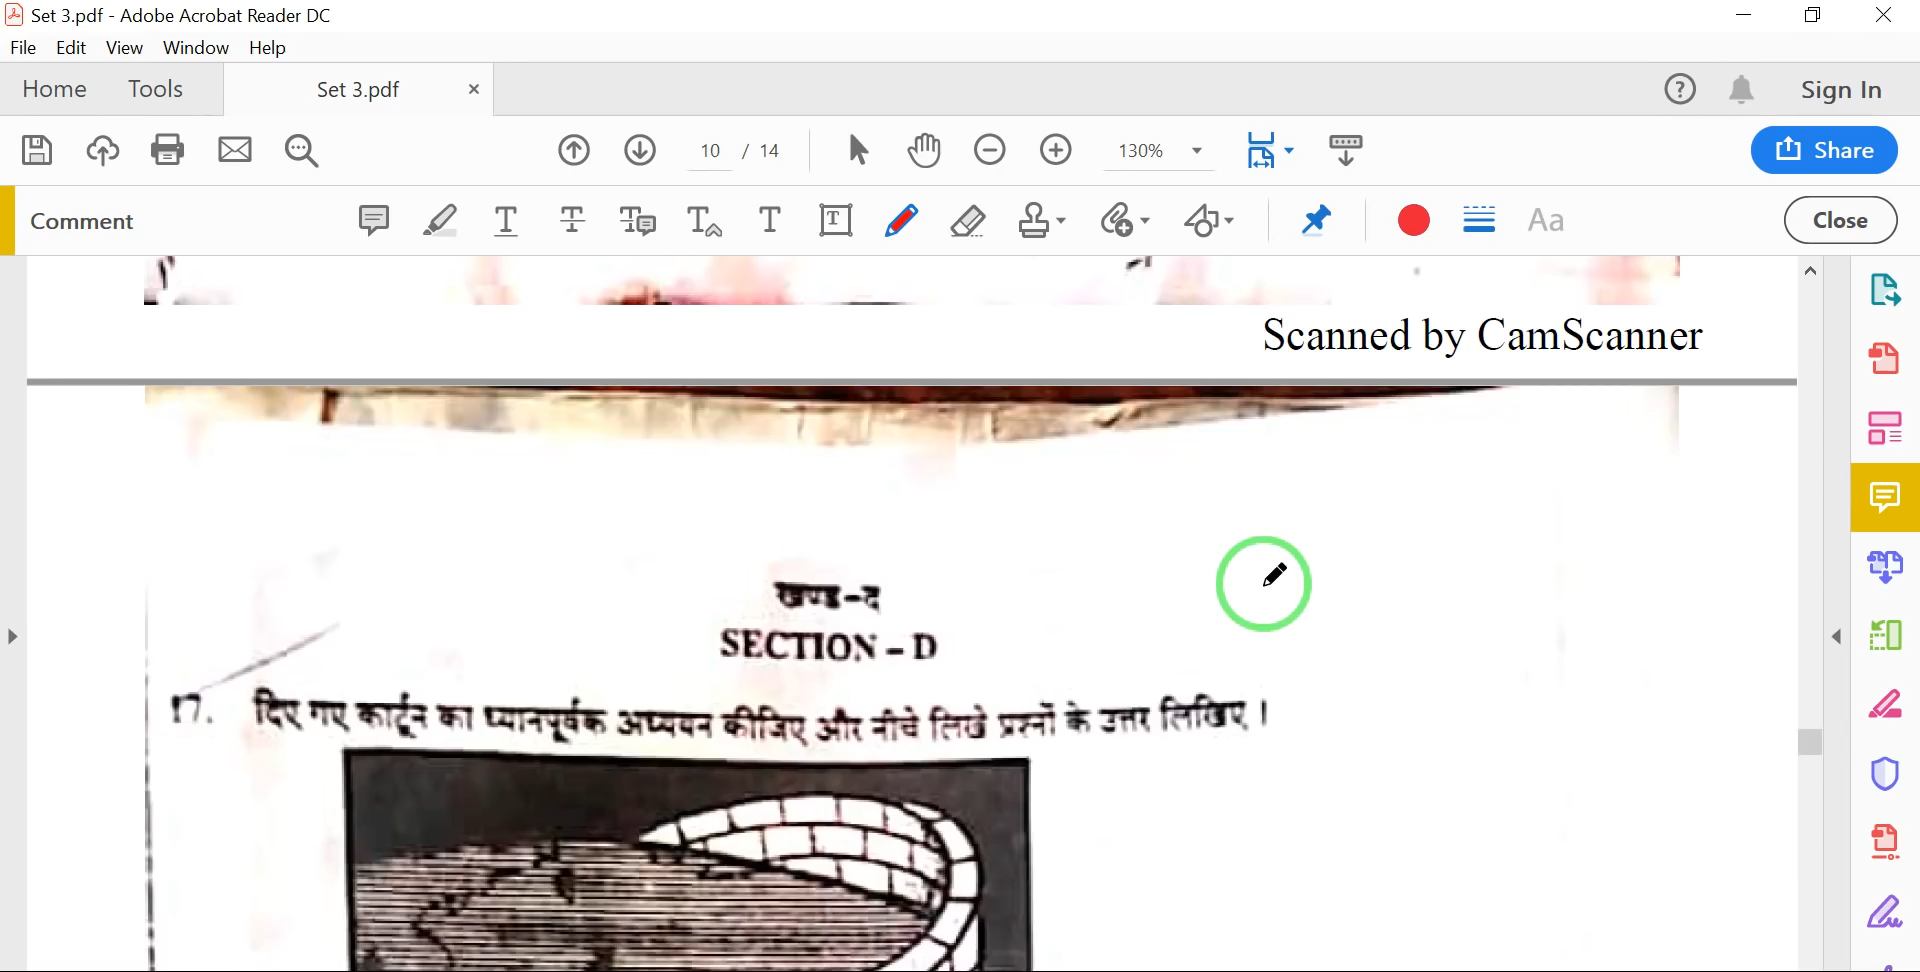 Set 3.pdf - Adobe Acrobat Reader DC
File Edit View Window Help
Home Tools Set 3.pdf Sign In
10 / 14 130% Share
Comment Aa Close
Scanned by CamScanner
खण्ड-द
SECTION - D
17. दिए गए कार्टून का ध्यानपूर्वक अध्ययन कीजिए और नीचे लिखे प्रश्नों के उत्तर लिखिए।